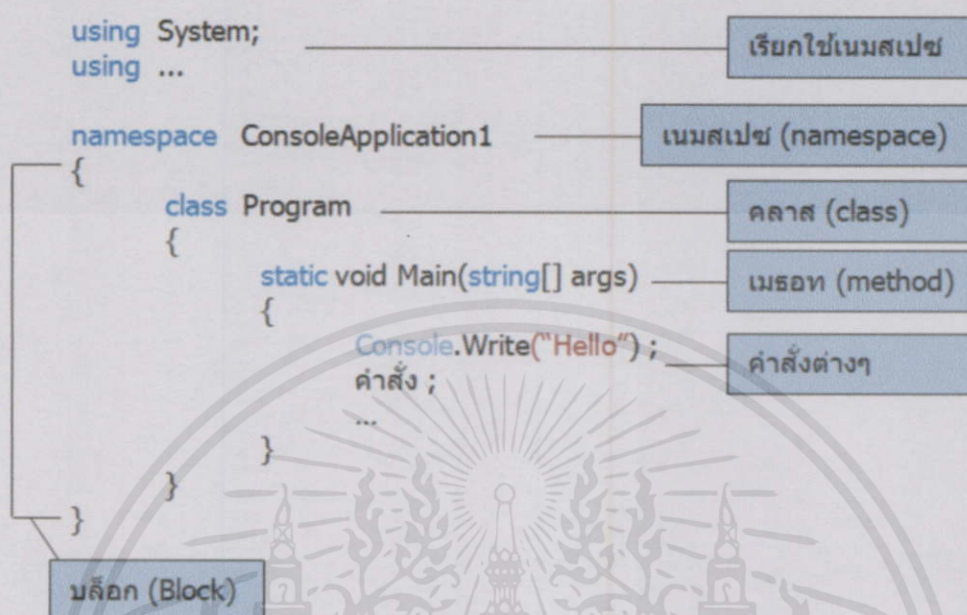 using System;
เรียกใช้เนมสเปซ
using ...
namespace ConsoleApplication1
เนมสเปซ (namespace)
{
class Program
คลาส (class)
{
static void Main(string[] args)
เมธอท (method)
{
Console.Write("Hello") ;
คำสั่งต่างๆ
คำสั่ง ;
...
}
}
}
บล็อก (Block)